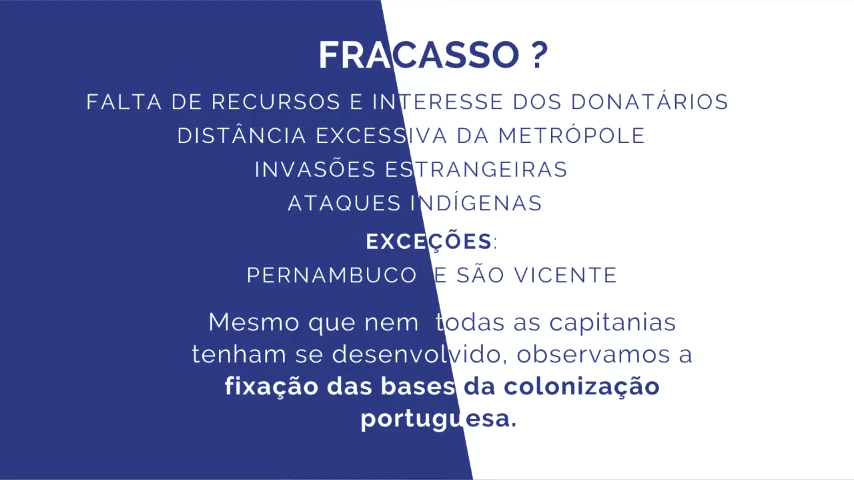 FRACASSO ?
FALTA DE RECURSOS E INTERESSE DOS DONATÁRIOS
DISTÂNCIA EXCESSIVA DA METRÓPOLE
INVASÕES ESTRANGEIRAS
ATAQUES INDÍGENAS
EXCEÇÕES:
PERNAMBUCO E SÃO VICENTE
Mesmo que nem todas as capitanias
tenham se desenvolvido, observamos a
fixação das bases da colonização
portuguesa.